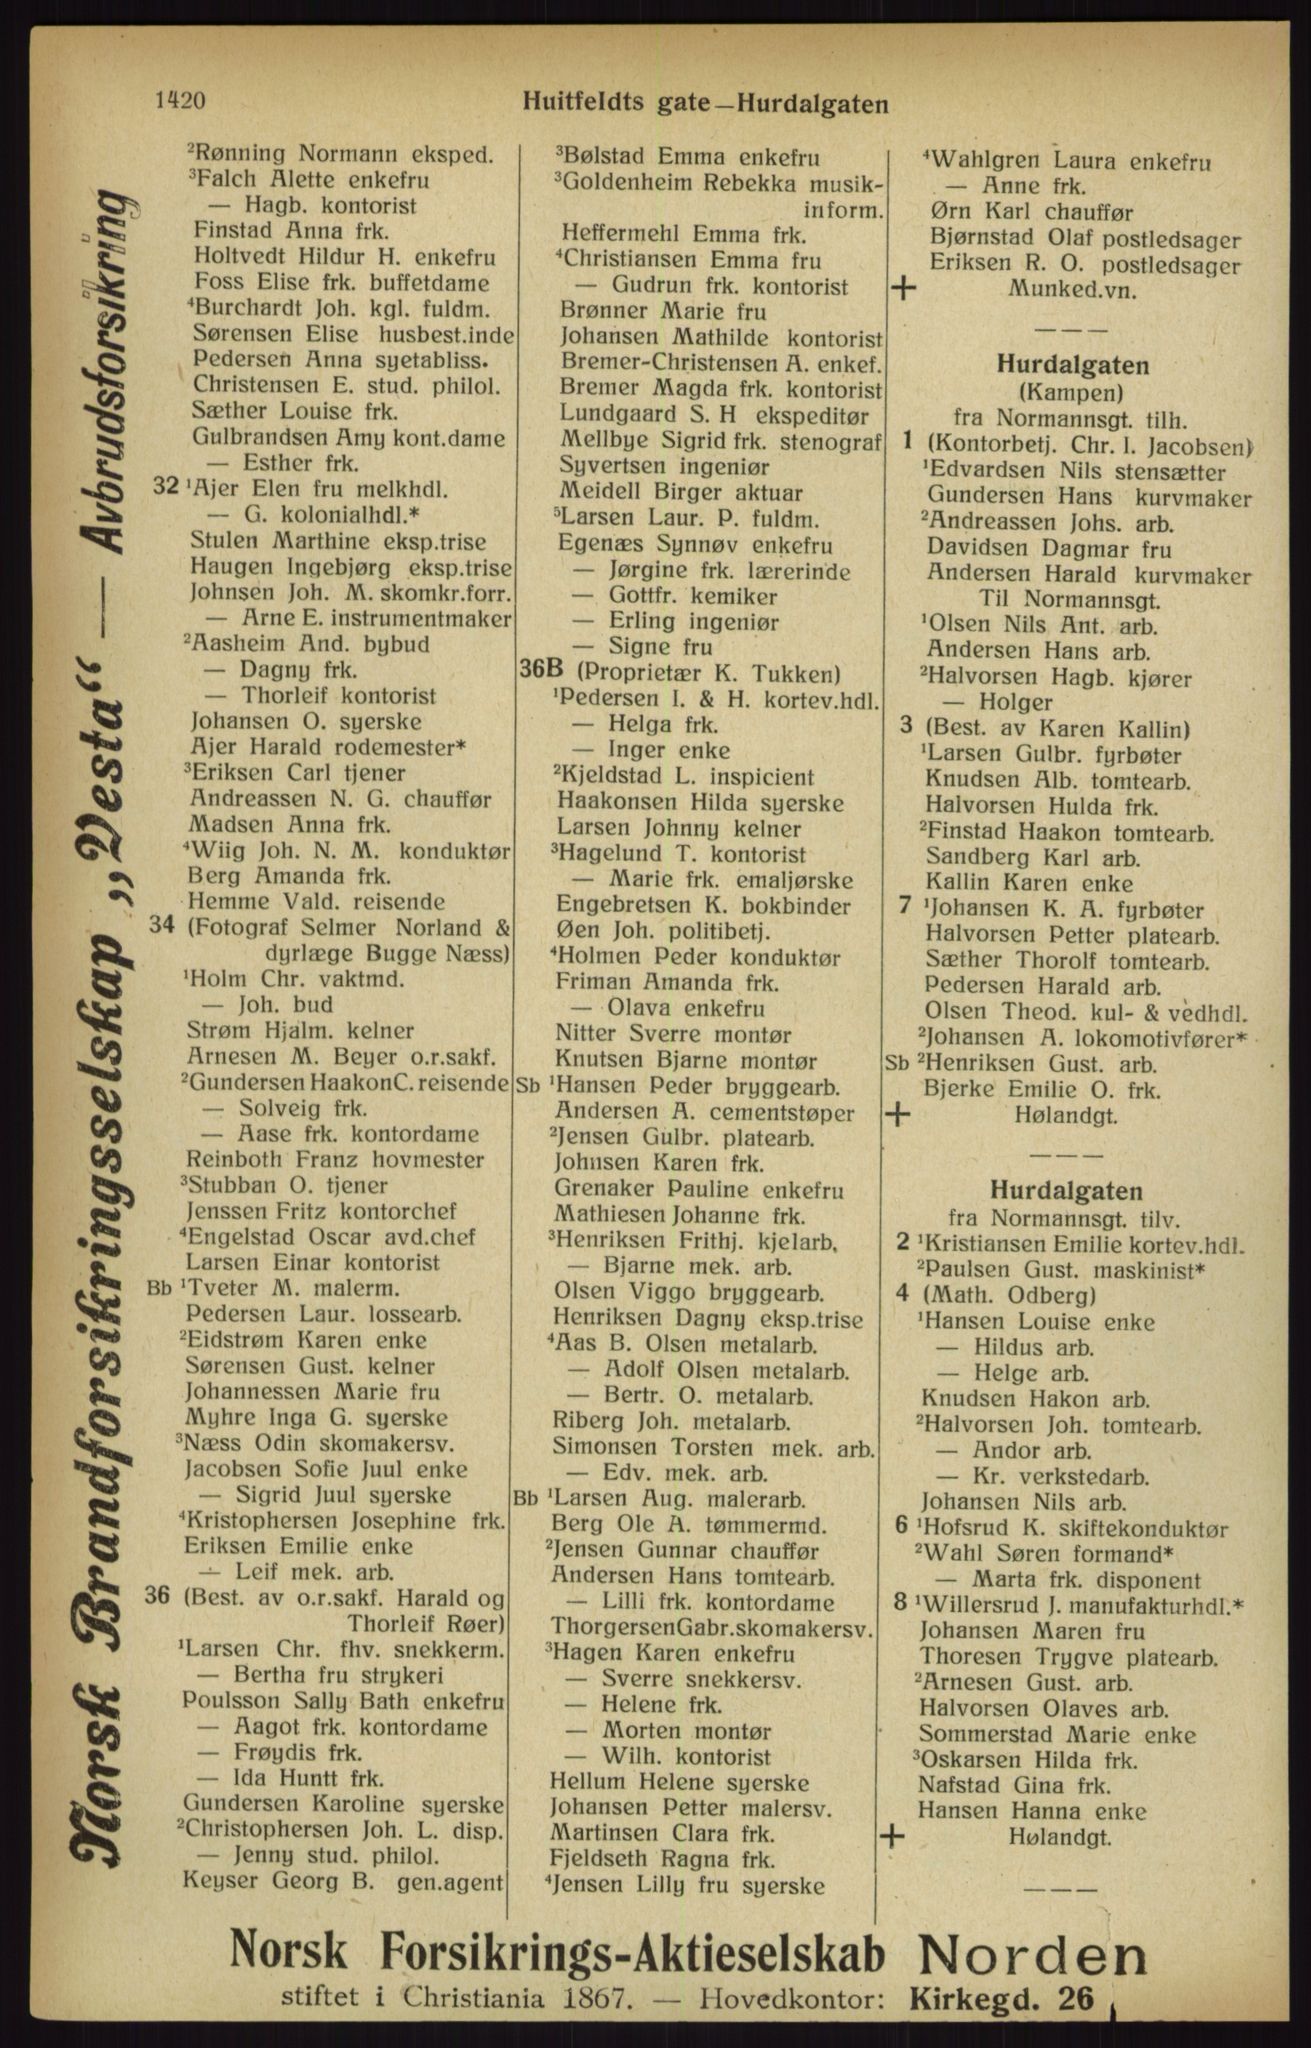 1420
Huitfeldts gate—Hurdalgaten
²Rønning Normann eksped.
³Falch Alette enkefru
— Hagb. kontorist
Finstad Anna frk.
Holtvedt Hildur H. enkefru
Foss Elise frk. buffetdame
⁴Burchardt Joh. kgl. fuldm.
Sørensen Elise husbest.inde
Pedersen Anna syetabliss.
Christensen E. stud. philol.
Sæther Louise frk.
Gulbrandsen Amy kont.dame
— Esther frk.
32 ¹Ajer Elen fru melkhdl.
— G. kolonialhdl.*
Stulen Marthine eksp.trise
Haugen Ingebjørg eksp.trise
Johnsen Joh. M. skomkr.forr.
— Arne E. instrumentmaker
²Aasheim And. bybud
— Dagny frk.
— Thorleif kontorist
Johansen O. syerske
Ajer Harald rodemester*
³Eriksen Carl tjener
Andreassen N. G. chauffør
Madsen Anna frk.
⁴Wiig Joh. N. M. konduktør
Berg Amanda frk.
Hemme Vald. reisende
34 (Fotograf Selmer Norland &
dyrlæge Bugge Næss)
¹Holm Chr. vaktmd.
— Joh. bud
Strøm Hjalm. kelner
Arnesen M. Beyer o.r.sakf.
²Gundersen Haakon C. reisende
— Solveig frk.
— Aase frk. kontordame
Reinboth Franz hovmester
³Stubban O. tjener
Jenssen Fritz kontorchef
⁴Engelstad Oscar avd.chef
Larsen Einar kontorist
Bb ¹Tveter M. malerm.
Pedersen Laur. lossearb.
²Eidstrøm Karen enke
Sørensen Gust. kelner
Johannessen Marie fru
Myhre Inga G. syerske
³Næss Odin skomakersv.
Jacobsen Sofie Juul enke
— Sigrid Juul syerske
⁴Kristophersen Josephine frk.
Eriksen Emilie enke
— Leif mek. arb.
36 (Best. av o.r.sakf. Harald og
Thorleif Røer)
¹Larsen Chr. fhv. snekkerm.
— Bertha fru strykeri
Poulsson Sally Bath enkefru
— Aagot frk. kontordame
— Frøydis frk.
— Ida Huntt frk.
Gundersen Karoline syerske
²Christophersen Joh. L. disp.
— Jenny stud. philol.
Keyser Georg B. gen.agent
³Bølstad Emma enkefru
³Goldenheim Rebekka musik-
inform.
Heffermehl Emma frk.
⁴Christiansen Emma fru
— Gudrun frk. kontorist
Brønner Marie fru
Johansen Mathilde kontorist
Bremer-Christensen A. enkef.
Bremer Magda frk. kontorist
Lundgaard S. H ekspeditør
Mellbye Sigrid frk. stenograf
Syvertsen ingeniør
Meidell Birger aktuar
⁵Larsen Laur. P. fuldm.
Egenæs Synnøv enkefru
— Jørgine frk. lærerinde
— Gottfr. kemiker
— Erling ingeniør
— Signe fru
36B (Proprietær K. Tukken)
¹Pedersen I. & H. kortev.hdl.
— Helga frk.
— Inger enke
²Kjeldstad L. inspicient
Haakonsen Hilda syerske
Larsen Johnny kelner
³Hagelund T. kontorist
— Marie frk. emaljørske
Engebretsen K. bokbinder
Øen Joh. politibetj.
⁴Holmen Peder konduktør
Friman Amanda frk.
— Olava enkefru
Nitter Sverre montør
Knutsen Bjarne montør
Sb ¹Hansen Peder bryggearb.
Andersen A. cementstøper
²Jensen Gulbr. platearb.
Johnsen Karen frk.
Grenaker Pauline enkefru
Mathiesen Johanne frk.
³Henriksen Frithj. kjelarb.
— Bjarne mek. arb.
Olsen Viggo bryggearb.
Henriksen Dagny eksp.trise
⁴Aas B. Olsen metalarb.
— Adolf Olsen metalarb.
— Bertr. O. metalarb.
Riberg Joh. metalarb.
Simonsen Torsten mek. arb.
— Edv. mek. arb.
Bb ¹Larsen Aug. malerarb.
Berg Ole A. tømmermd.
²Jensen Gunnar chauffør
Andersen Hans tomtearb.
— Lilli frk. kontordame
Thorgersen Gabr. skomakersv.
³Hagen Karen enkefru
— Sverre snekkersv.
— Helene frk.
— Morten montør
— Wilh. kontorist
Hellum Helene syerske
Johansen Petter malersv.
Martinsen Clara frk.
Fjeldseth Ragna frk.
⁴Jensen Lilly fru syerske
⁴Wahlgren Laura enkefru
— Anne frk.
Ørn Karl chauffør
Bjørnstad Olaf postledsager
Eriksen R. O. postledsager
+ Munked.vn.
— — —
Hurdalgaten
(Kampen)
fra Normannsgt. tilh.
1 (Kontorbetj. Chr. I. Jacobsen)
¹Edvardsen Nils stensætter
Gundersen Hans kurvmaker
²Andreassen Johs. arb.
Davidsen Dagmar fru
Andersen Harald kurvmaker
Til Normannsgt.
¹Olsen Nils Ant. arb.
Andersen Hans arb.
²Halvorsen Hagb. kjører
— Holger
3 (Best. av Karen Kallin)
¹Larsen Gulbr. fyrbøter
Knudsen Alb. tomtearb.
Halvorsen Hulda frk.
²Finstad Haakon tomtearb.
Sandberg Karl arb.
Kallin Karen enke
7 ¹Johansen K. A. fyrbøter
Halvorsen Petter platearb.
Sæther Thorolf tomtearb.
Pedersen Harald arb.
Olsen Theod. kul- & vedhdl.
²Johansen A. lokomotivfører*
Sb ²Henriksen Gust. arb.
Bjerke Emilie O. frk.
+ Hølandgt.
— — —
Hurdalgaten
fra Normannsgt. tilv.
2 ¹Kristiansen Emilie kortev.hdl.
²Paulsen Gust. maskinist*
4 (Math. Odberg)
¹Hansen Louise enke
— Hildus arb.
— Helge arb.
Knudsen Hakon arb.
²Halvorsen Joh. tomtearb.
— Andor arb.
— Kr. verkstedarb.
Johansen Nils arb.
6 ¹Hofsrud K. skiftekonduktør
²Wahl Søren formand*
— Marta frk. disponent
8 ¹Willersrud J. manufakturhdl.*
Johansen Maren fru
Thoresen Trygve platearb.
²Arnesen Gust. arb.
Halvorsen Olaves arb.
Sommerstad Marie enke
³Oskarsen Hilda frk.
Nafstad Gina frk.
Hansen Hanna enke
+ Hølandgt.
— — —
Norsk Brandforsikringsselskap „Vesta“ — Avbrudsforsikring
Norsk Forsikrings-Aktieselskab Norden
stiftet i Christiania 1867. — Hovedkontor: Kirkegd. 26